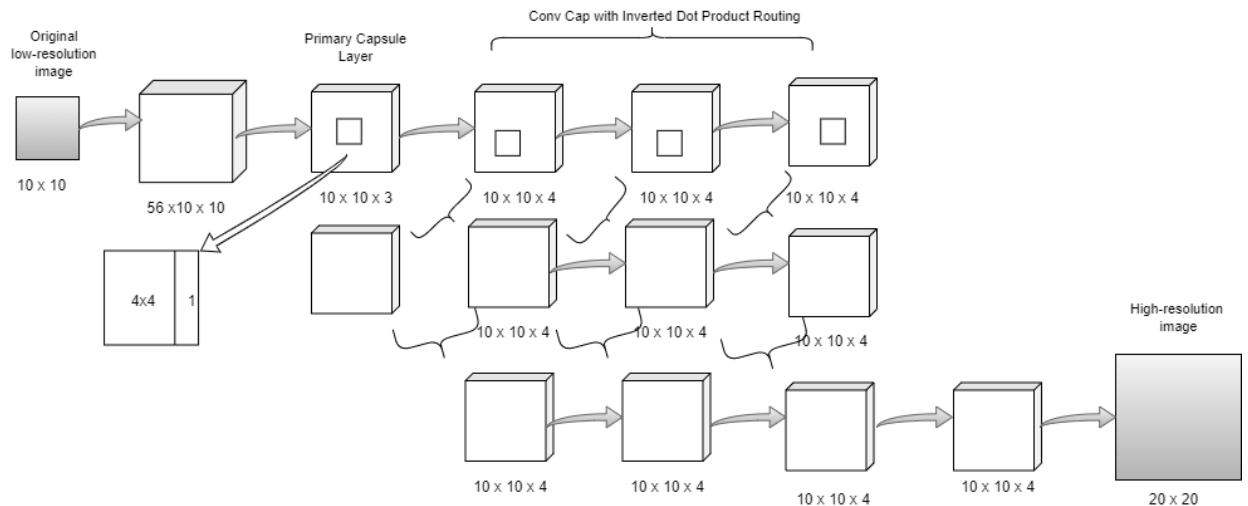 Conv Cap with Inverted Dot Product Routing
Original
low-resolution
image
Primary Capsule
Layer
10 x 10
56 x10 x 10
10 x 10 x 3
10 x 10 x 4
10 x 10 x 4
10 x 10 x 4
4x4
1
10 x 10 x 4
10 x 10 x 4
10 x 10 x 4
High-resolution
image
10 x 10 x 4
10 x 10 x 4
10 x 10 x 4
10 x 10 x 4
20 x 20